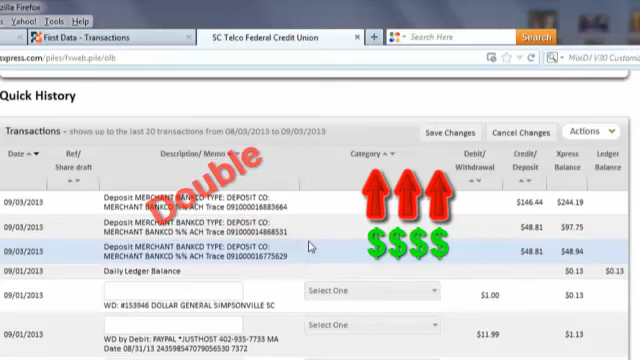 zilla Firefox
Yahoo! Tools Help
First Data - Transactions
SC Telco Federal Credit Union
Search Here
Search
sxpress.com/piles/fxweb.pile/olb
MixiDJ V30 Customiz
Quick History
Transactions - shows up to the last 20 transactions from 08/03/2013 to 09/03/2013
Save Changes
Cancel Changes
Actions
Date
Ref/
Share draft
Description/ Memo
Category
Debit/
Withdrawal
Credit/
Deposit
Xpress
Balance
Ledger
Balance
Double
09/03/2013
Deposit MERCHANT BANKCD TYPE: DEPOSIT CO:
MERCHANT BANKCD %% ACH Trace 091000016883664
$146.44
$244.19
09/03/2013
Deposit MERCHANT BANKCD TYPE: DEPOSIT CO:
MERCHANT BANKCD %% ACH Trace 091000014868531
$48.81
$97.75
$$$$
09/03/2013
Deposit MERCHANT BANKCD TYPE: DEPOSIT CO:
MERCHANT BANKCD %% ACH Trace 091000016775629
$48.81
$48.94
09/01/2013
Daily Ledger Balance
$0.13
$0.13
09/01/2013
Select One
WD: #153946 DOLLAR GENERAL SIMPSONVILLE SC
$1.00
$0.13
09/01/2013
Select One
WD by Debit: PAYPAL *JUSTHOST 402-935-7733 MA
Date 08/31/13 24359854707905​6530 7372
$11.99
$1.13